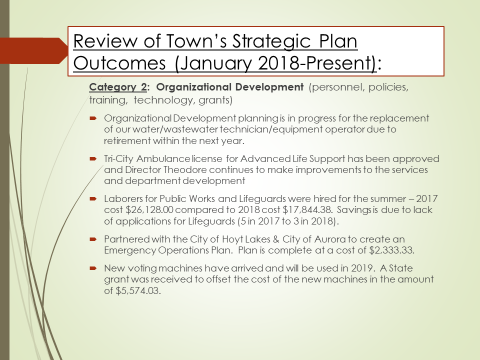 Review of Town's Strategic Plan
Outcomes (January 2018-Present):
Category 2: Organizational Development (personnel, policies,
training, technology, grants)
Organizational Development planning is in progress for the replacement
of our water/wastewater technician/equipment operator due to
retirement within the next year.
Tri-City Ambulance license for Advanced Life Support has been approved
and Director Theodore continues to make improvements to the services
and department development
Laborers for Public Works and Lifeguards were hired for the summer – 2017
cost $26,128.00 compared to 2018 cost $17,844.38. Savings is due to lack
of applications for Lifeguards (5 in 2017 to 3 in 2018).
Partnered with the City of Hoyt Lakes & City of Aurora to create an
Emergency Operations Plan. Plan is complete at a cost of $2,333.33.
New voting machines have arrived and will be used in 2019. A State
grant was received to offset the cost of the new machines in the amount
of $5,574.03.